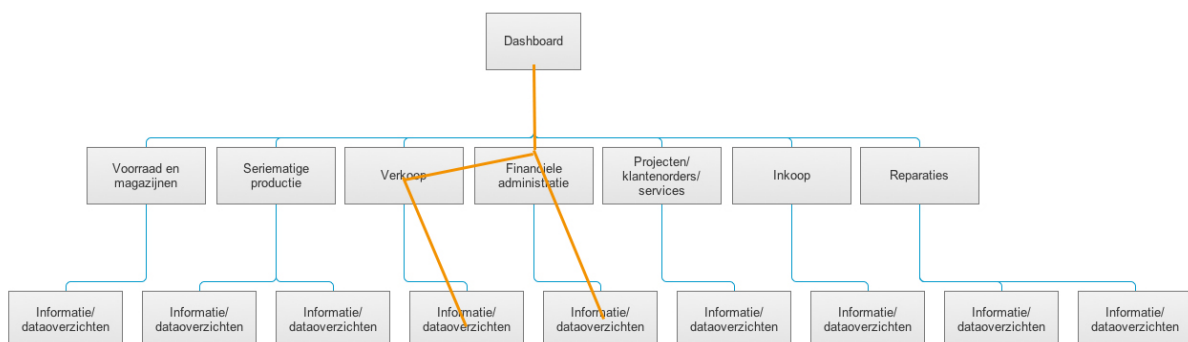 Dashboard
Voorraad en
magazijnen
Seriematige
productie
Verkoop
Financiele
administratie
Projecten/
klantenorders/
services
Inkoop
Reparaties
Informatie/
dataoverzichten
Informatie/
dataoverzichten
Informatie/
dataoverzichten
Informatie/
dataoverzichten
Informatie/
dataoverzichten
Informatie/
dataoverzichten
Informatie/
dataoverzichten
Informatie/
dataoverzichten
Informatie/
dataoverzichten